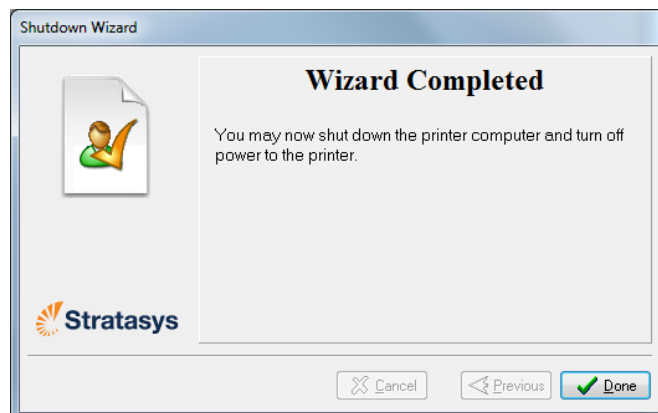 Shutdown Wizard
Wizard Completed
You may now shut down the printer computer and turn off
power to the printer.
Stratasys
Cancel
Previous
Done